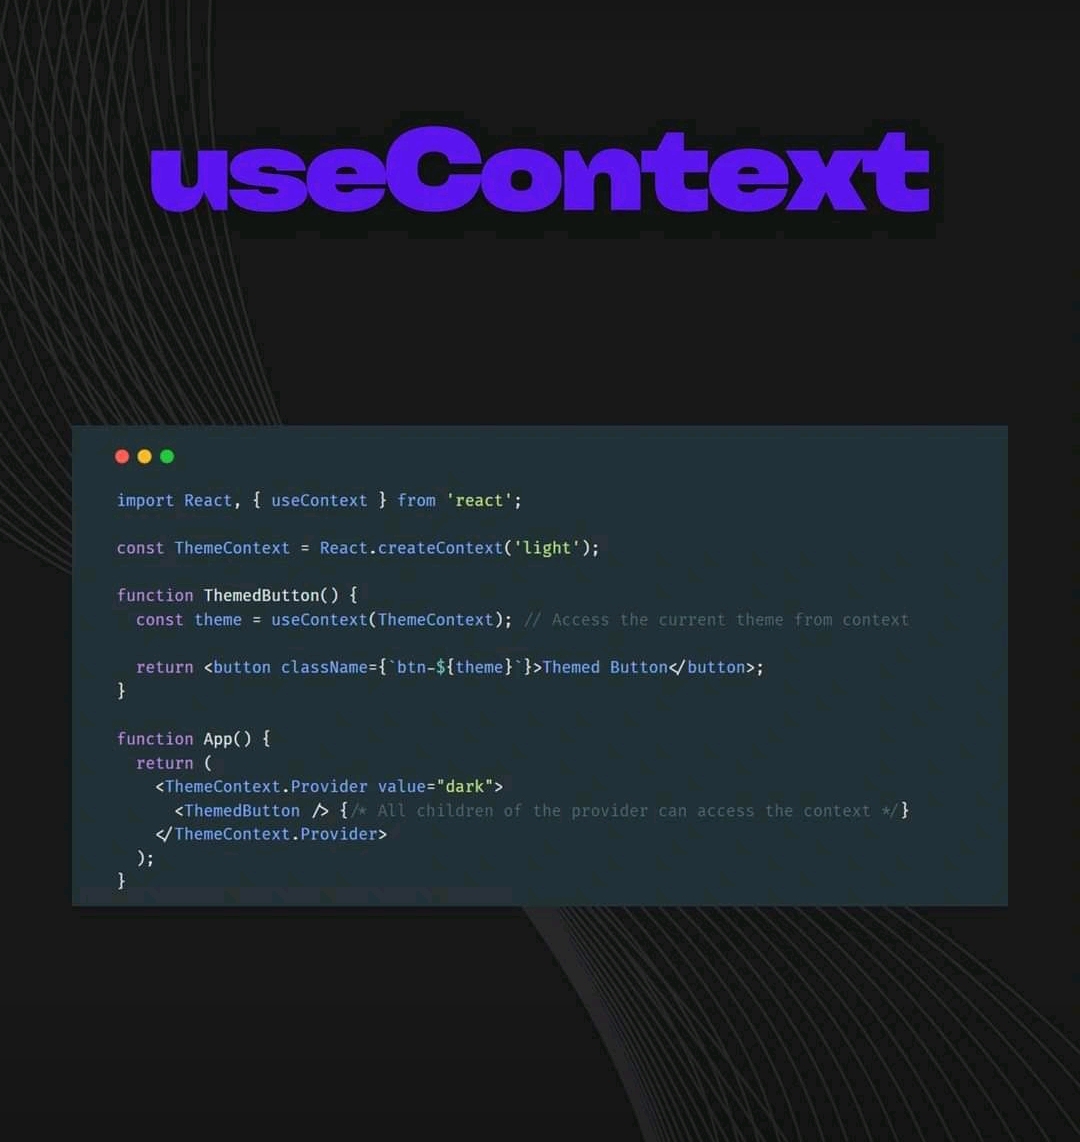 useContext
import React, { useContext } from 'react';
const ThemeContext = React.createContext('light');
function ThemedButton() {
const theme = useContext(ThemeContext); // Access the current theme from context
return <button className={`btn-${theme}`}>Themed Button</button>;
}
function App() {
return (
<ThemeContext.Provider value="dark">
<ThemedButton /> {/* All children of the provider can access the context */}
</ThemeContext.Provider>
);
}